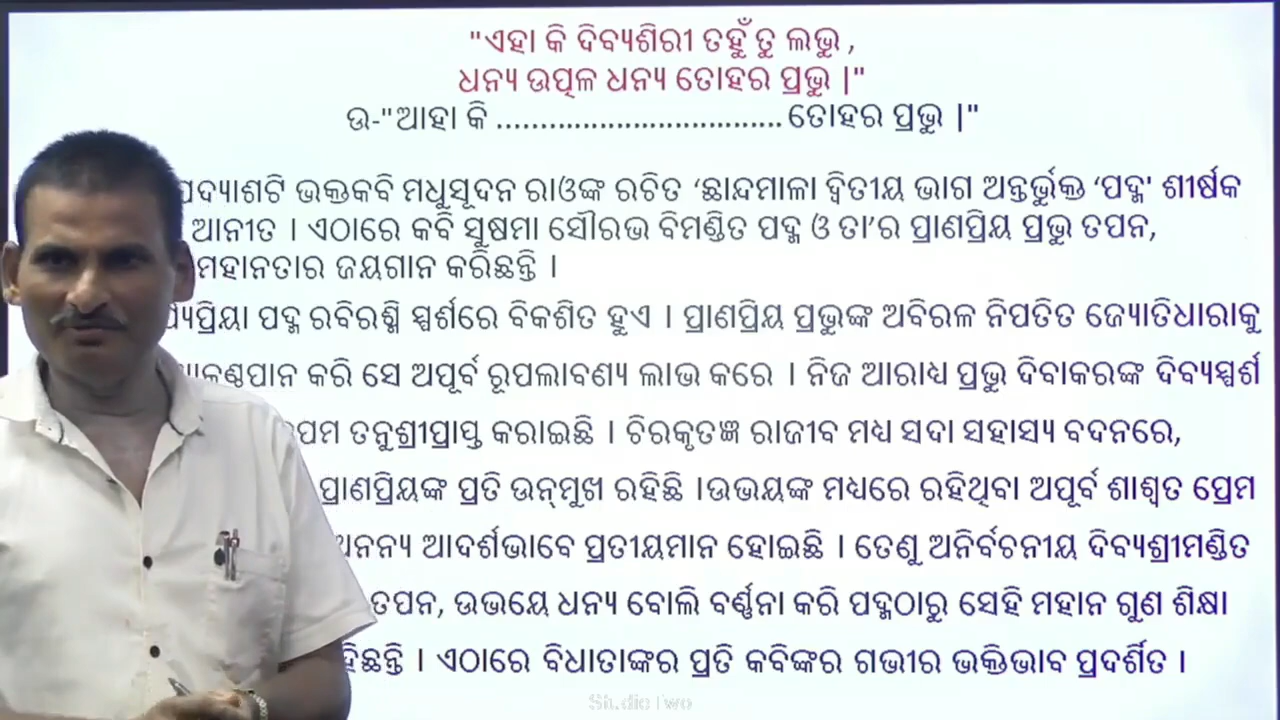 "ଏହା କି ଦିବ୍ୟଶିରୀ ତହୁଁ ତୁ ଲଭୁ ,
ଧନ୍ୟ ଉତ୍ପଳ ଧନ୍ୟ ତୋହର ପ୍ରଭୁ |"
ଉ-"ଆହା କି ................................. ତୋହର ପ୍ରଭୁ |"
ପଦ୍ୟାଶଟି ଭକ୍ତକବି ମଧୁସୂଦନ ରାଓଙ୍କ ରଚିତ ‘ଛାନ୍ଦମାଳା ଦ୍ୱିତୀୟ ଭାଗ ଅନ୍ତର୍ଭୁକ୍ତ ‘ପଦ୍ମ' ଶୀର୍ଷକ
ଆନୀତ । ଏଠାରେ କବି ସୁଷମା ସୌରଭ ବିମଣ୍ଡିତ ପଦ୍ମ ଓ ତା’ର ପ୍ରାଣପ୍ରିୟ ପ୍ରଭୁ ତପନ,
ମହାନତାର ଜୟଗାନ କରିଛନ୍ତି ।
ପଦ୍ମ ରବିରଶ୍ମି ସ୍ପର୍ଶରେ ବିକଶିତ ହୁଏ । ପ୍ରାଣପ୍ରିୟ ପ୍ରଭୁଙ୍କ ଅବିରଳ ନିପତିତ ଜ୍ୟୋତିଧାରାକୁ
କରି ସେ ଅପୂର୍ବ ରୂପଲାବଣ୍ୟ ଲାଭ କରେ । ନିଜ ଆରାଧ୍ୟ ପ୍ରଭୁ ଦିବାକରଙ୍କ ଦିବ୍ୟସ୍ପର୍ଶ
ତନୁଶ୍ରୀପ୍ରାପ୍ତ କରାଇଛି । ଚିରକୃତଜ୍ଞ ରାଜୀବ ମଧ୍ୟ ସଦା ସହାସ୍ୟ ବଦନରେ,
ପ୍ରାଣପ୍ରିୟଙ୍କ ପ୍ରତି ଉନ୍‌ମୁଖ ରହିଛି ।ଉଭୟଙ୍କ ମଧ୍ୟରେ ରହିଥିବା ଅପୂର୍ବ ଶାଶ୍ୱତ ପ୍ରେମ
ଆଦର୍ଶଭାବେ ପ୍ରତୀୟମାନ ହୋଇଛି । ତେଣୁ ଅନିର୍ବଚନୀୟ ଦିବ୍ୟଶ୍ରୀମଣ୍ଡିତ
ତପନ, ଉଭୟେ ଧନ୍ୟ ବୋଲି ବର୍ଣ୍ଣନା କରି ପଦ୍ମଠାରୁ ସେହି ମହାନ ଗୁଣ ଶିକ୍ଷା
। ଏଠାରେ ବିଧାତାଙ୍କର ପ୍ରତି କବିଙ୍କର ଗଭୀର ଭକ୍ତିଭାବ ପ୍ରଦର୍ଶିତ ।